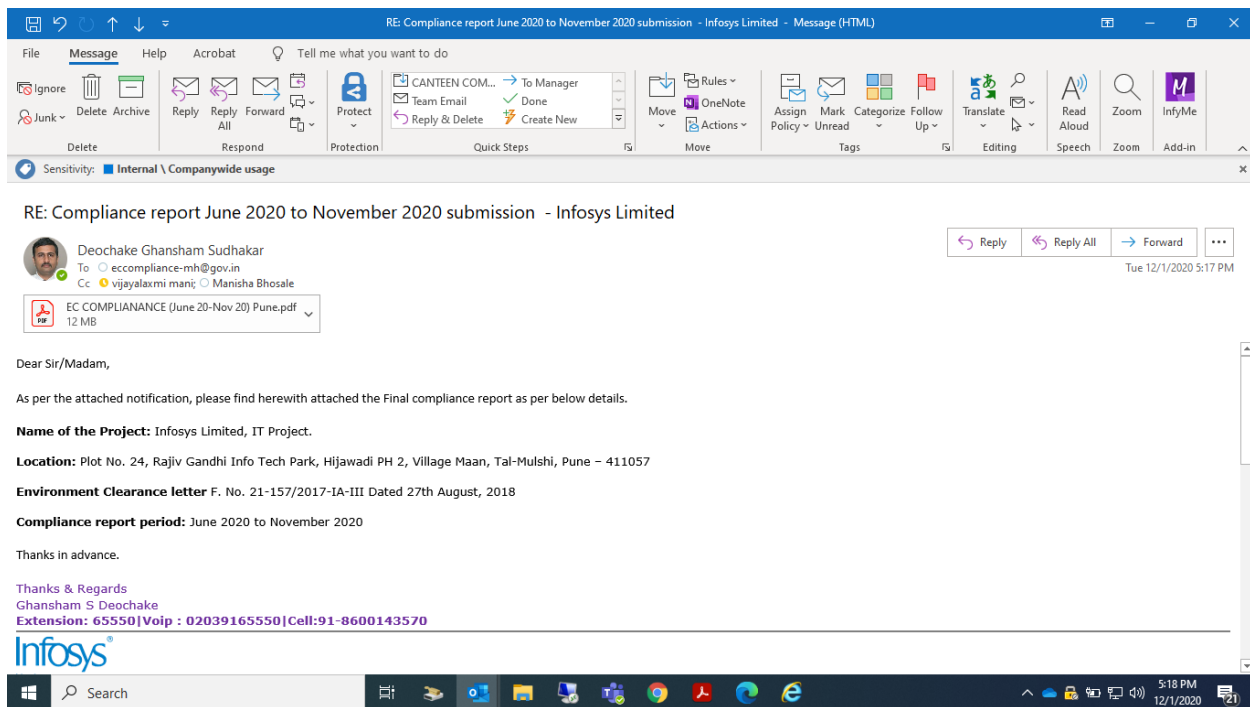 RE: Compliance report June 2020 to November 2020 submission - Infosys Limited - Message (HTML)
File Message Help Acrobat Tell me what you want to do
Ignore
Junk
Delete
Archive
Reply
Reply All
Forward
Protect
CANTEEN COM... To Manager
Team Email Done
Reply & Delete Create New
Move
Rules
OneNote
Actions
Assign Policy
Mark Unread
Categorize
Follow Up
Translate
Read Aloud
Zoom
InfyMe
Delete Respond Protection Quick Steps Move Tags Editing Speech Zoom Add-in
Sensitivity: Internal \ Companywide usage
RE: Compliance report June 2020 to November 2020 submission - Infosys Limited
Deochake Ghansham Sudhakar
To eccompliance-mh@gov.in
Cc vijayalaxmi mani; Manisha Bhosale
Reply Reply All Forward
Tue 12/1/2020 5:17 PM
PDF
EC COMPLIANANCE (June 20-Nov 20) Pune.pdf
12 MB
Dear Sir/Madam,
As per the attached notification, please find herewith attached the Final compliance report as per below details.
Name of the Project: Infosys Limited, IT Project.
Location: Plot No. 24, Rajiv Gandhi Info Tech Park, Hijawadi PH 2, Village Maan, Tal-Mulshi, Pune – 411057
Environment Clearance letter F. No. 21-157/2017-IA-III Dated 27th August, 2018
Compliance report period: June 2020 to November 2020
Thanks in advance.
Thanks & Regards
Ghansham S Deochake
Extension: 65550|Voip : 02039165550|Cell:91-8600143570
Infosys®
Search
5:18 PM
12/1/2020
21